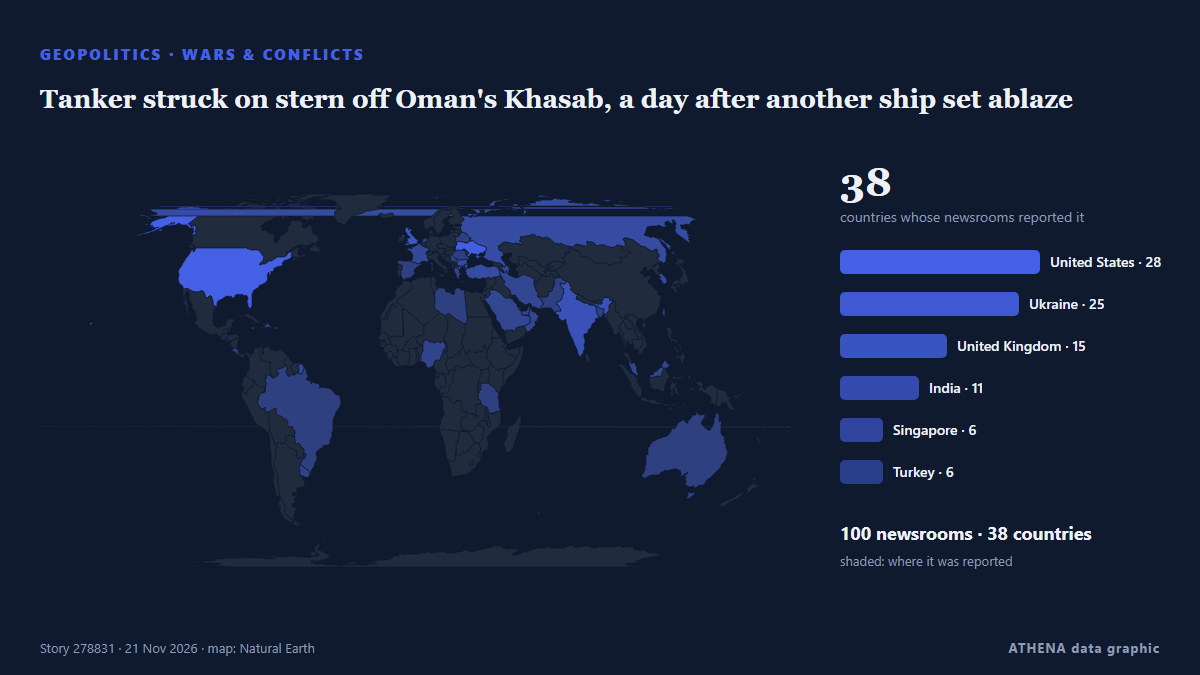 GEOPOLITICS · WARS & CONFLICTS
Tanker struck on stern off Oman's Khasab, a day after another ship set ablaze
38
countries whose newsrooms reported it
United States · 28
Ukraine · 25
United Kingdom · 15
India · 11
Singapore · 6
Turkey · 6
100 newsrooms · 38 countries
shaded: where it was reported
Story 278831 · 21 Nov 2026 · map: Natural Earth
ATHENA data graphic